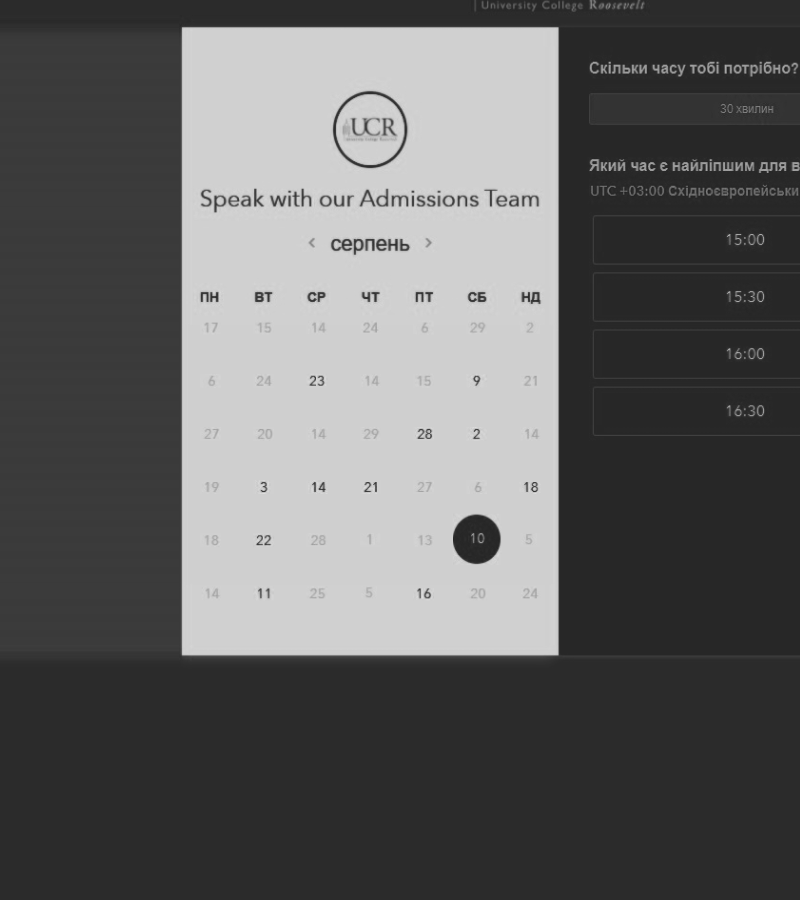 University College Roosevelt
UCR
Speak with our Admissions Team
< серпень >
ПН ВТ СР ЧТ ПТ СБ НД
17 15 14 24 6 29 2
6 24 23 14 15 9 21
27 20 14 29 28 2 14
19 3 14 21 27 6 18
18 22 28 1 13 10 5
14 11 25 5 16 20 24
Скільки часу тобі потрібно?
30 хвилин
Який час є найліпшим для в
UTC +03:00 Східноєвропейськи
15:00
15:30
16:00
16:30